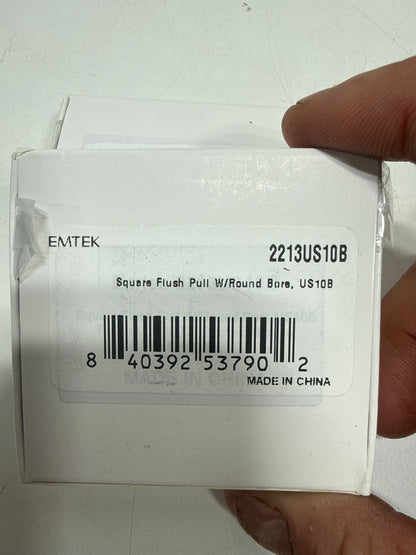 EMTEK
2213US10B
Square Flush Pull W/Round Bore, US10B
8 40392 53790 2
MADE IN CHINA